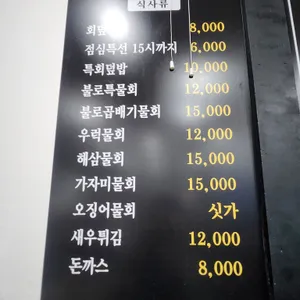 식사류
회덮밥 8,000
점심특선 15시까지 6,000
특회덮밥 10,000
불로특물회 12,000
불로곱배기물회 15,000
우럭물회 12,000
해삼물회 15,000
가자미물회 15,000
오징어물회 싯가
새우튀김 12,000
돈까스 8,000